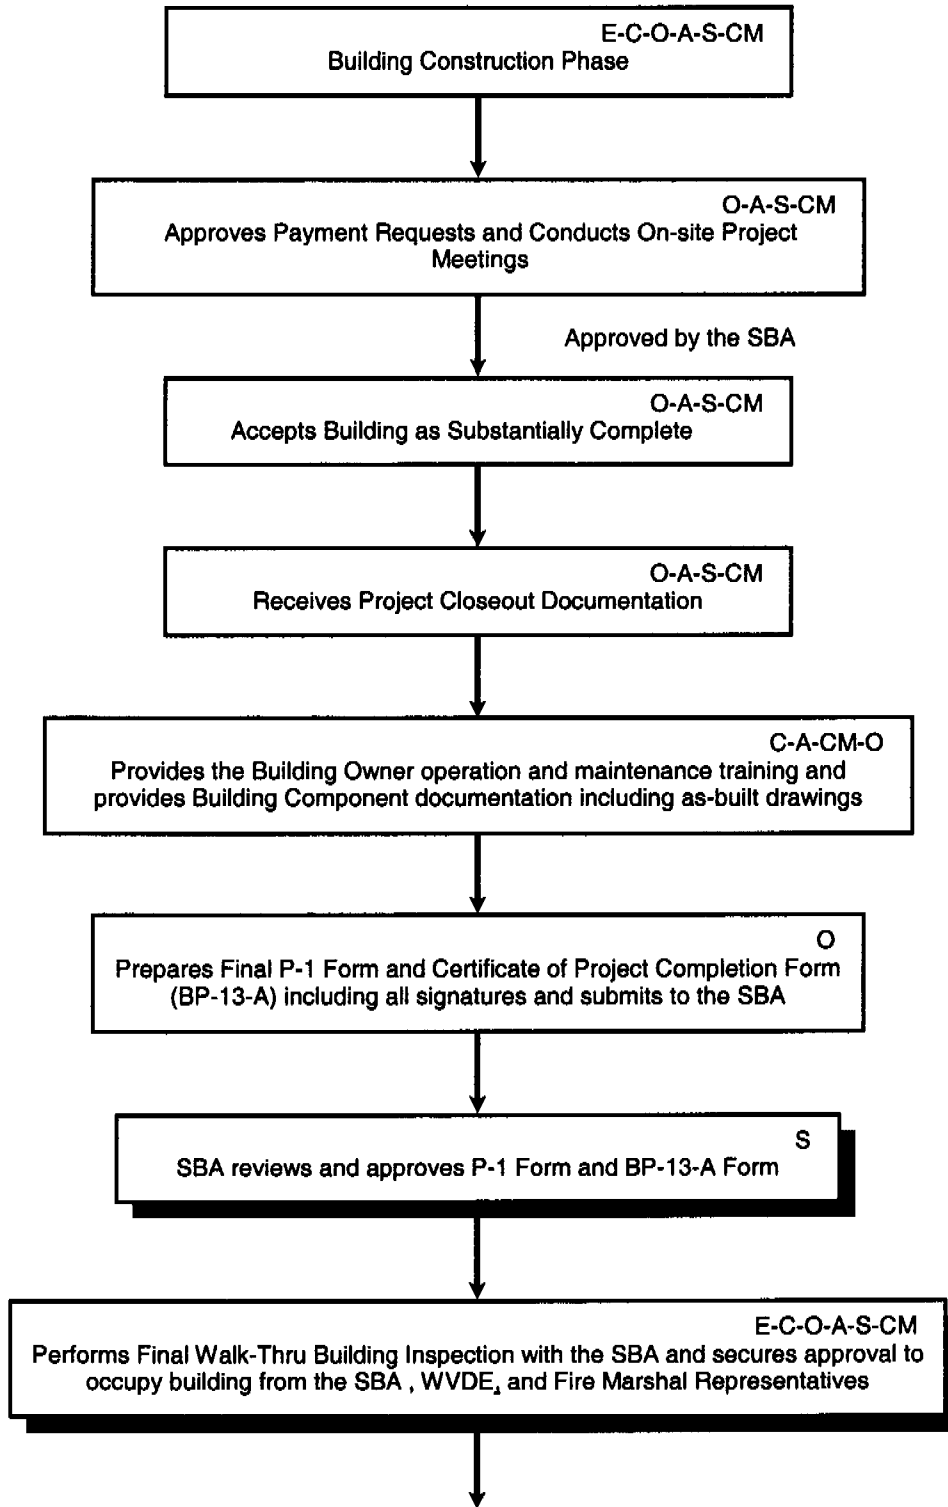 E-C-O-A-S-CM
Building Construction Phase
O-A-S-CM
Approves Payment Requests and Conducts On-site Project
Meetings
Approved by the SBA
O-A-S-CM
Accepts Building as Substantially Complete
O-A-S-CM
Receives Project Closeout Documentation
C-A-CM-O
Provides the Building Owner operation and maintenance training and
provides Building Component documentation including as-built drawings
O
Prepares Final P-1 Form and Certificate of Project Completion Form
(BP-13-A) including all signatures and submits to the SBA
S
SBA reviews and approves P-1 Form and BP-13-A Form
E-C-O-A-S-CM
Performs Final Walk-Thru Building Inspection with the SBA and secures approval to
occupy building from the SBA , WVDE, and Fire Marshal Representatives